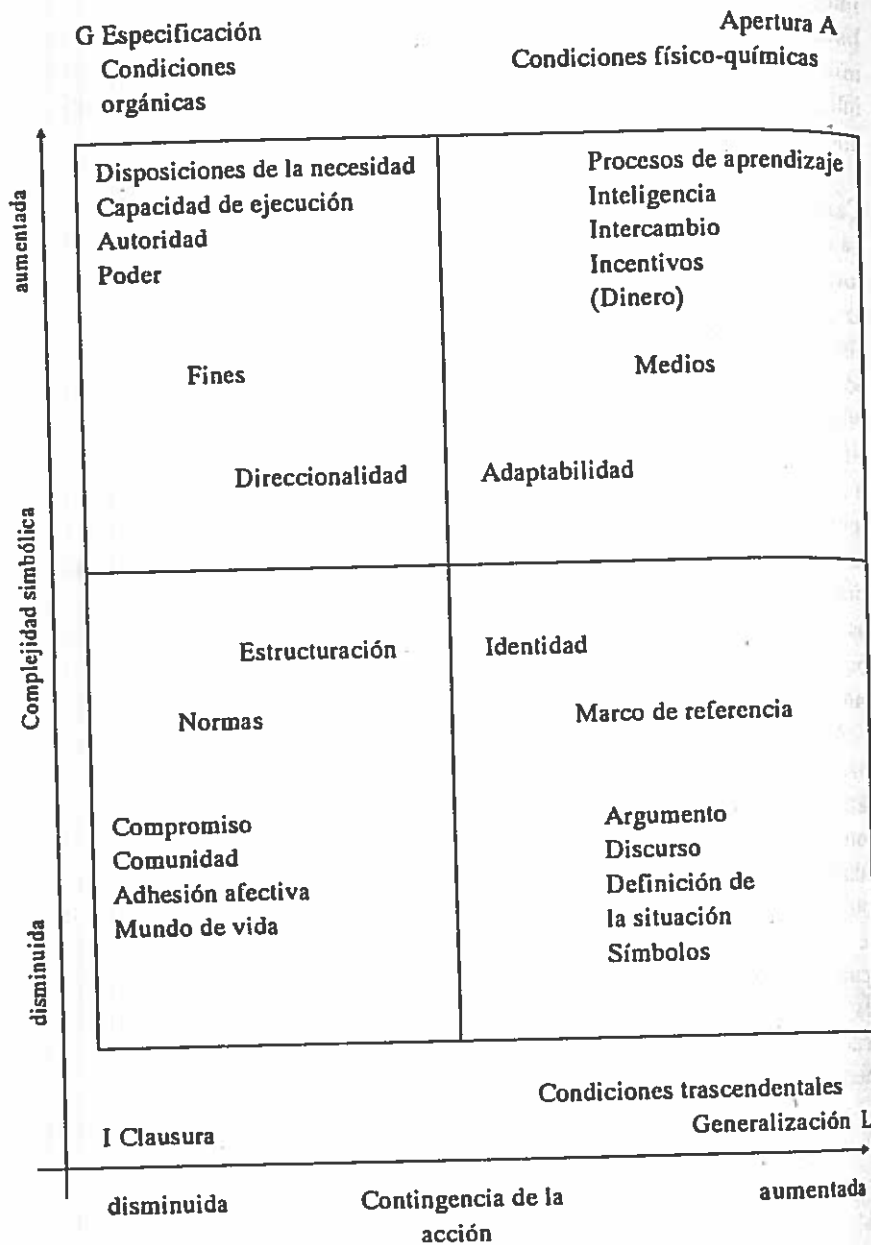 G Especificación
Condiciones
orgánicas
Apertura A
Condiciones físico-químicas
aumentada
Complejidad simbólica
disminuida
Disposiciones de la necesidad
Capacidad de ejecución
Autoridad
Poder
Fines
Direccionalidad
Procesos de aprendizaje
Inteligencia
Intercambio
Incentivos
(Dinero)
Medios
Adaptabilidad
Estructuración
Normas
Compromiso
Comunidad
Adhesión afectiva
Mundo de vida
Identidad
Marco de referencia
Argumento
Discurso
Definición de
la situación
Símbolos
I Clausura
Condiciones trascendentales
Generalización L
disminuida
Contingencia de la
acción
aumentada